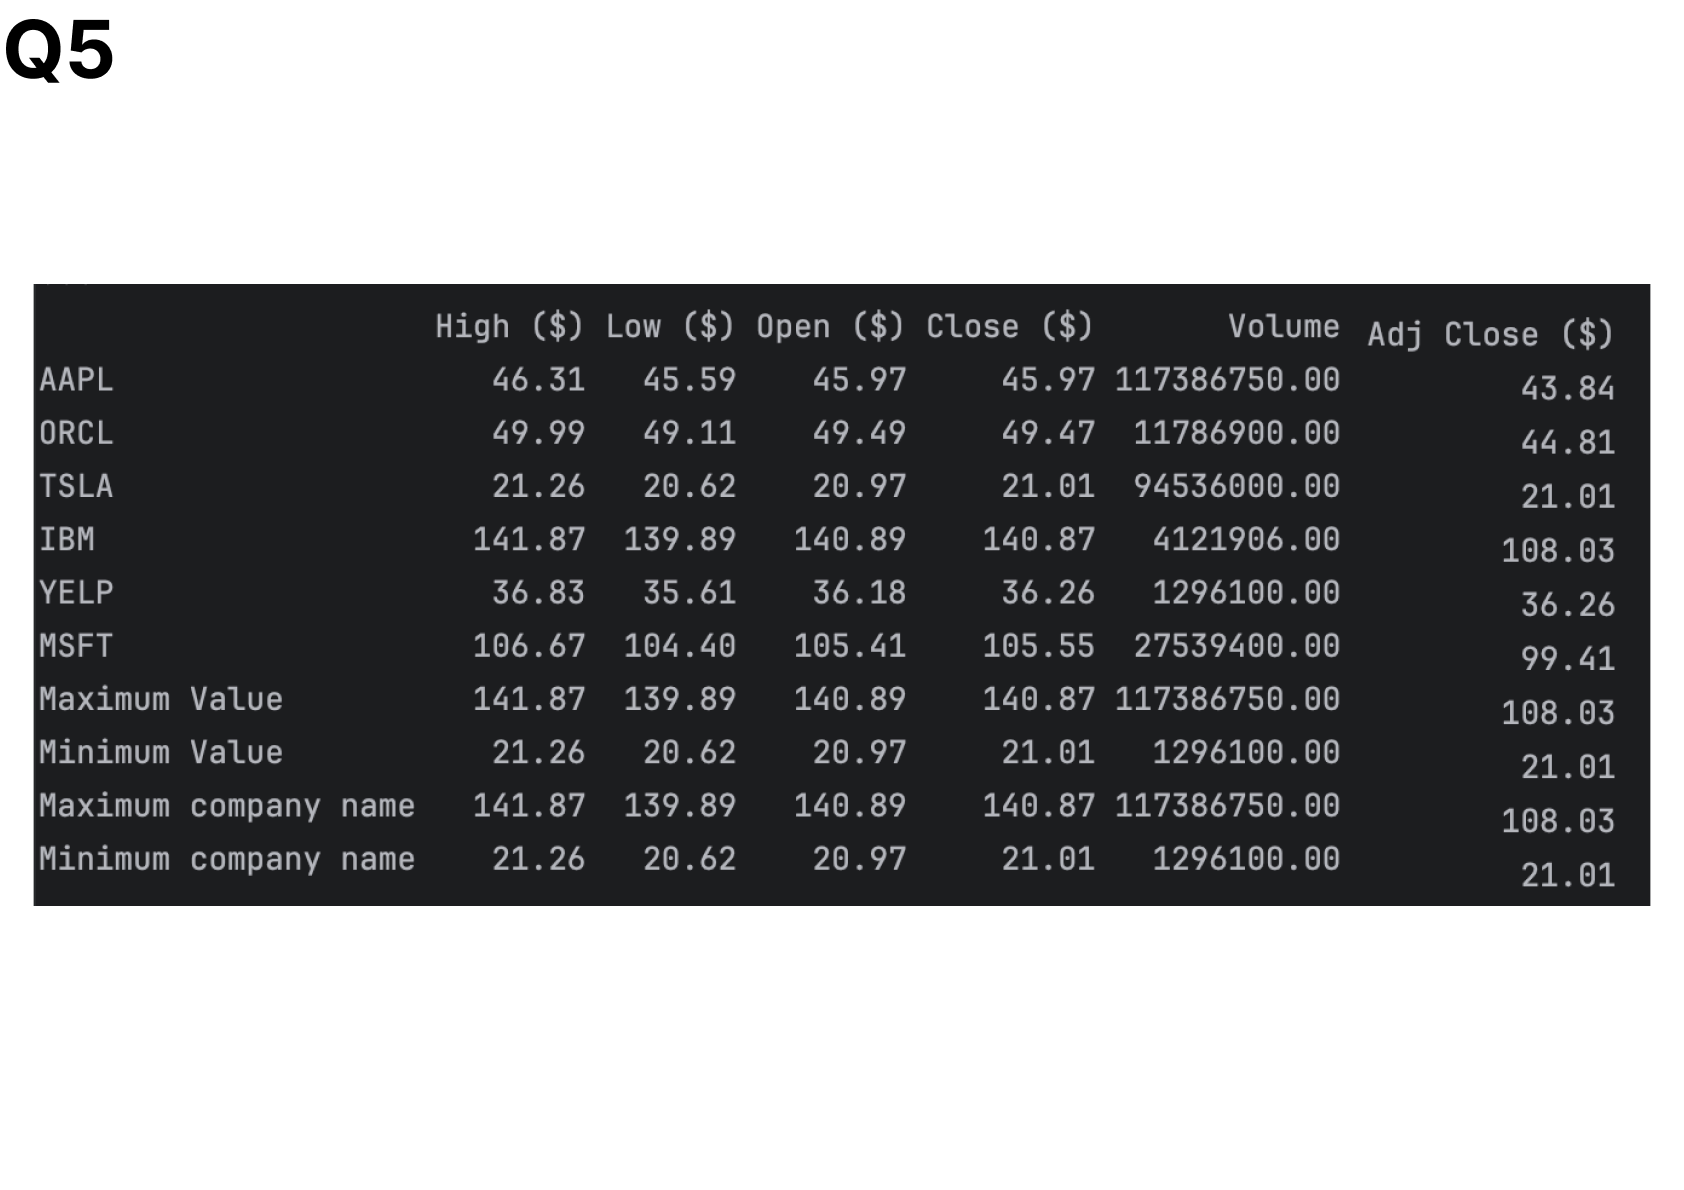 Q5
High ($) Low ($) Open ($) Close ($) Volume Adj Close ($)
AAPL 46.31 45.59 45.97 45.97 117386750.00 43.84
ORCL 49.99 49.11 49.49 49.47 11786900.00 44.81
TSLA 21.26 20.62 20.97 21.01 94536000.00 21.01
IBM 141.87 139.89 140.89 140.87 4121906.00 108.03
YELP 36.83 35.61 36.18 36.26 1296100.00 36.26
MSFT 106.67 104.40 105.41 105.55 27539400.00 99.41
Maximum Value 141.87 139.89 140.89 140.87 117386750.00 108.03
Minimum Value 21.26 20.62 20.97 21.01 1296100.00 21.01
Maximum company name 141.87 139.89 140.89 140.87 117386750.00 108.03
Minimum company name 21.26 20.62 20.97 21.01 1296100.00 21.01